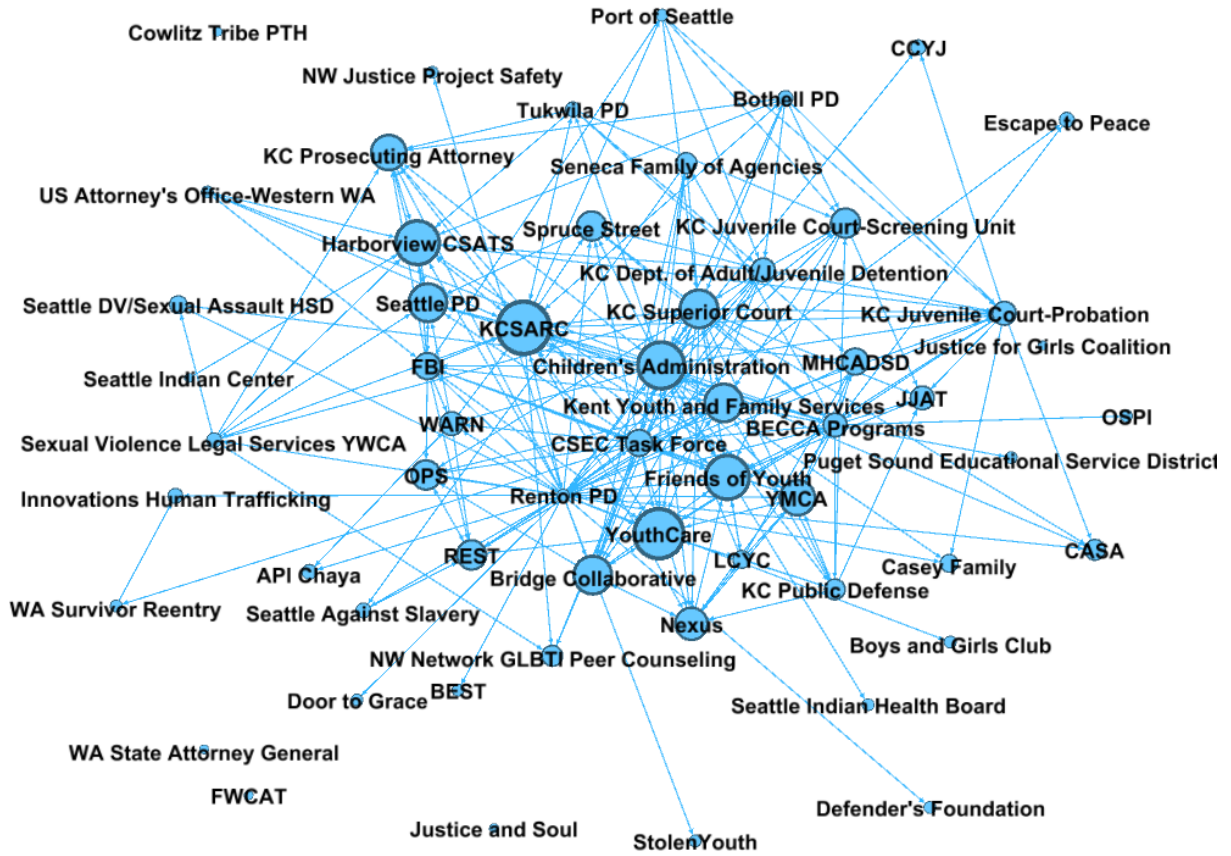 Port of Seattle
Cowlitz Tribe PTH
CCYJ
NW Justice Project Safety
Tukwila PD
Bothell PD
Escape to Peace
KC Prosecuting Attorney
Seneca Family of Agencies
US Attorney's Office-Western WA
Harborview CSATS
Spruce Street
KC Juvenile Court-Screening Unit
KC Dept. of Adult/Juvenile Detention
Seattle DV/Sexual Assault HSD
Seattle PD
KCSARC
KC Superior Court
KC Juvenile Court-Probation
Justice for Girls Coalition
Seattle Indian Center
FBI
Children's Administration
MHCADSD
Kent Youth and Family Services
JJAT
OSPI
WARN
BECCA Programs
Sexual Violence Legal Services YWCA
CSEC Task Force
Puget Sound Educational Service District
OPS
Friends of Youth
Innovations Human Trafficking
Renton PD
YMCA
YouthCare
REST
LCYC
CASA
API Chaya
Bridge Collaborative
Casey Family
KC Public Defense
WA Survivor Reentry
Seattle Against Slavery
Nexus
Boys and Girls Club
NW Network GLBTI Peer Counseling
BEST
Door to Grace
Seattle Indian Health Board
WA State Attorney General
FWCAT
Defender's Foundation
Justice and Soul
StolenYouth